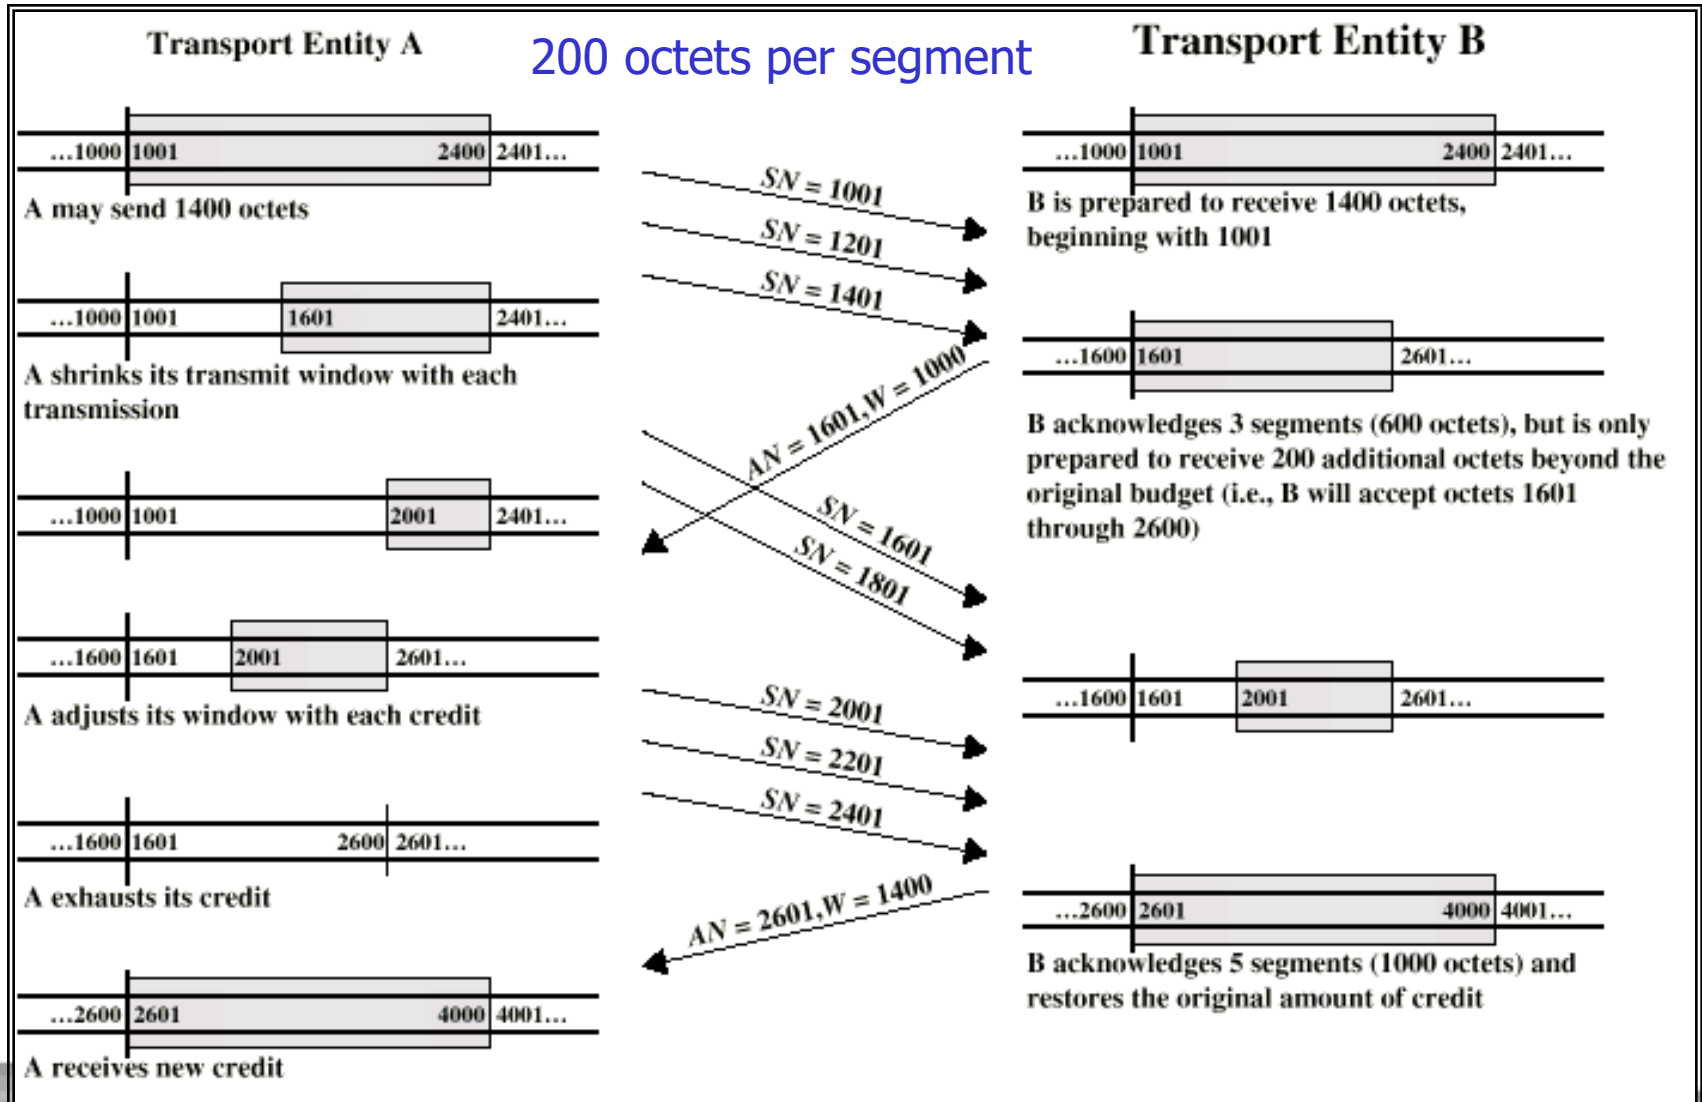 Transport Entity A
200 octets per segment
Transport Entity B
...1000 1001 2400 2401...
A may send 1400 octets
...1000 1001 1601 2401...
A shrinks its transmit window with each
transmission
...1000 1001 2001 2401...
...1600 1601 2001 2601...
A adjusts its window with each credit
...1600 1601 2600 2601...
A exhausts its credit
...2600 2601 4000 4001...
A receives new credit
SN = 1001
SN = 1201
SN = 1401
AN = 1601,W = 1000
SN = 1601
SN = 1801
SN = 2001
SN = 2201
SN = 2401
AN = 2601,W = 1400
...1000 1001 2400 2401...
B is prepared to receive 1400 octets,
beginning with 1001
...1600 1601 2601...
B acknowledges 3 segments (600 octets), but is only
prepared to receive 200 additional octets beyond the
original budget (i.e., B will accept octets 1601
through 2600)
...1600 1601 2001 2601...
...2600 2601 4000 4001...
B acknowledges 5 segments (1000 octets) and
restores the original amount of credit